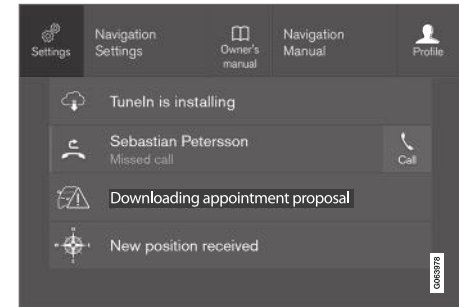 Settings
Navigation
Settings
Owner's
manual
Navigation
Manual
Profile
TuneIn is installing
Sebastian Petersson
Missed call
Call
Downloading appointment proposal
New position received
G063978